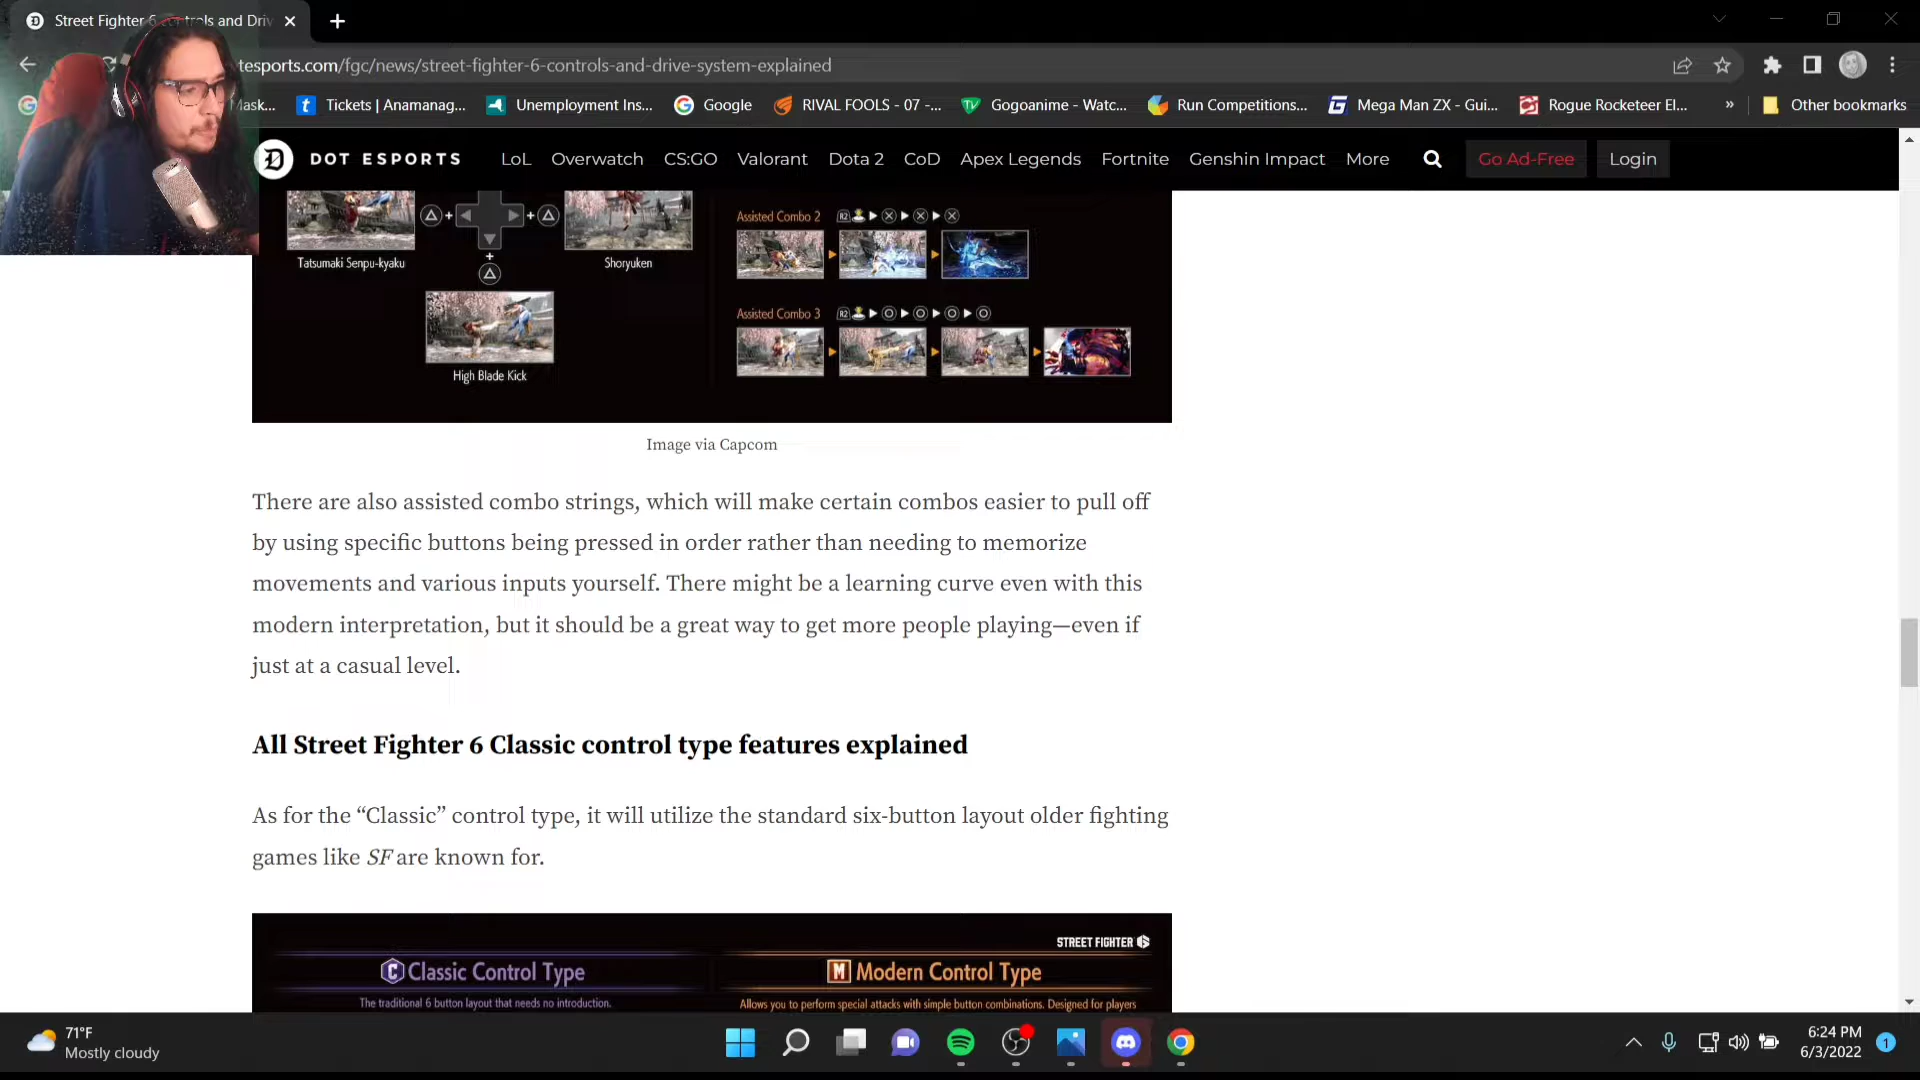 Street Fighter 6 controls and Driv
tesports.com/fgc/news/street-fighter-6-controls-and-drive-system-explained
Mask...
Tickets | Anamanag...
Unemployment Ins...
Google
RIVAL FOOLS - 07 -...
Gogoanime - Watc...
Run Competitions...
Mega Man ZX - Gui...
Rogue Rocketeer El...
»
Other bookmarks
DOT ESPORTS
LoL
Overwatch
CS:GO
Valorant
Dota 2
CoD
Apex Legends
Fortnite
Genshin Impact
More
Go Ad-Free
Login
Tatsumaki Senpu-kyaku
Shoryuken
High Blade Kick
Assisted Combo 2 R2
Assisted Combo 3 R2
Image via Capcom
There are also assisted combo strings, which will make certain combos easier to pull off
by using specific buttons being pressed in order rather than needing to memorize
movements and various inputs yourself. There might be a learning curve even with this
modern interpretation, but it should be a great way to get more people playing—even if
just at a casual level.
All Street Fighter 6 Classic control type features explained
As for the “Classic” control type, it will utilize the standard six-button layout older fighting
games like SF are known for.
STREET FIGHTER 6
C Classic Control Type
The traditional 6 button layout that needs no introduction.
M Modern Control Type
Allows you to perform special attacks with simple button combinations. Designed for players
71°F
Mostly cloudy
6:24 PM
6/3/2022
1